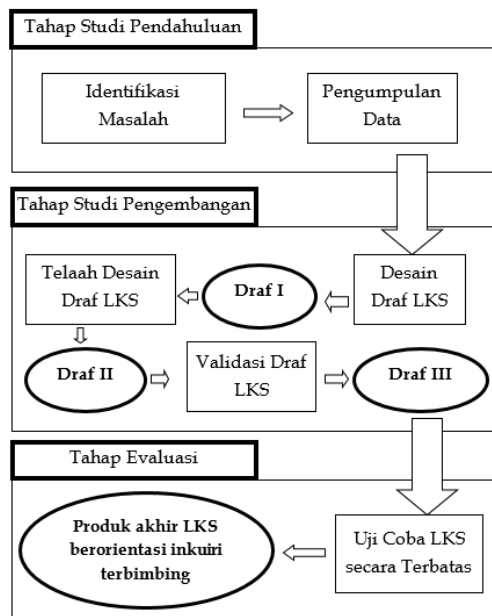 Tahap Studi Pendahuluan
Identifikasi
Masalah
Pengumpulan
Data
Tahap Studi Pengembangan
Desain
Draf LKS
Draf I
Telaah Desain
Draf LKS
Draf II
Validasi Draf
LKS
Draf III
Tahap Evaluasi
Uji Coba LKS
secara Terbatas
Produk akhir LKS
berorientasi inkuiri
terbimbing